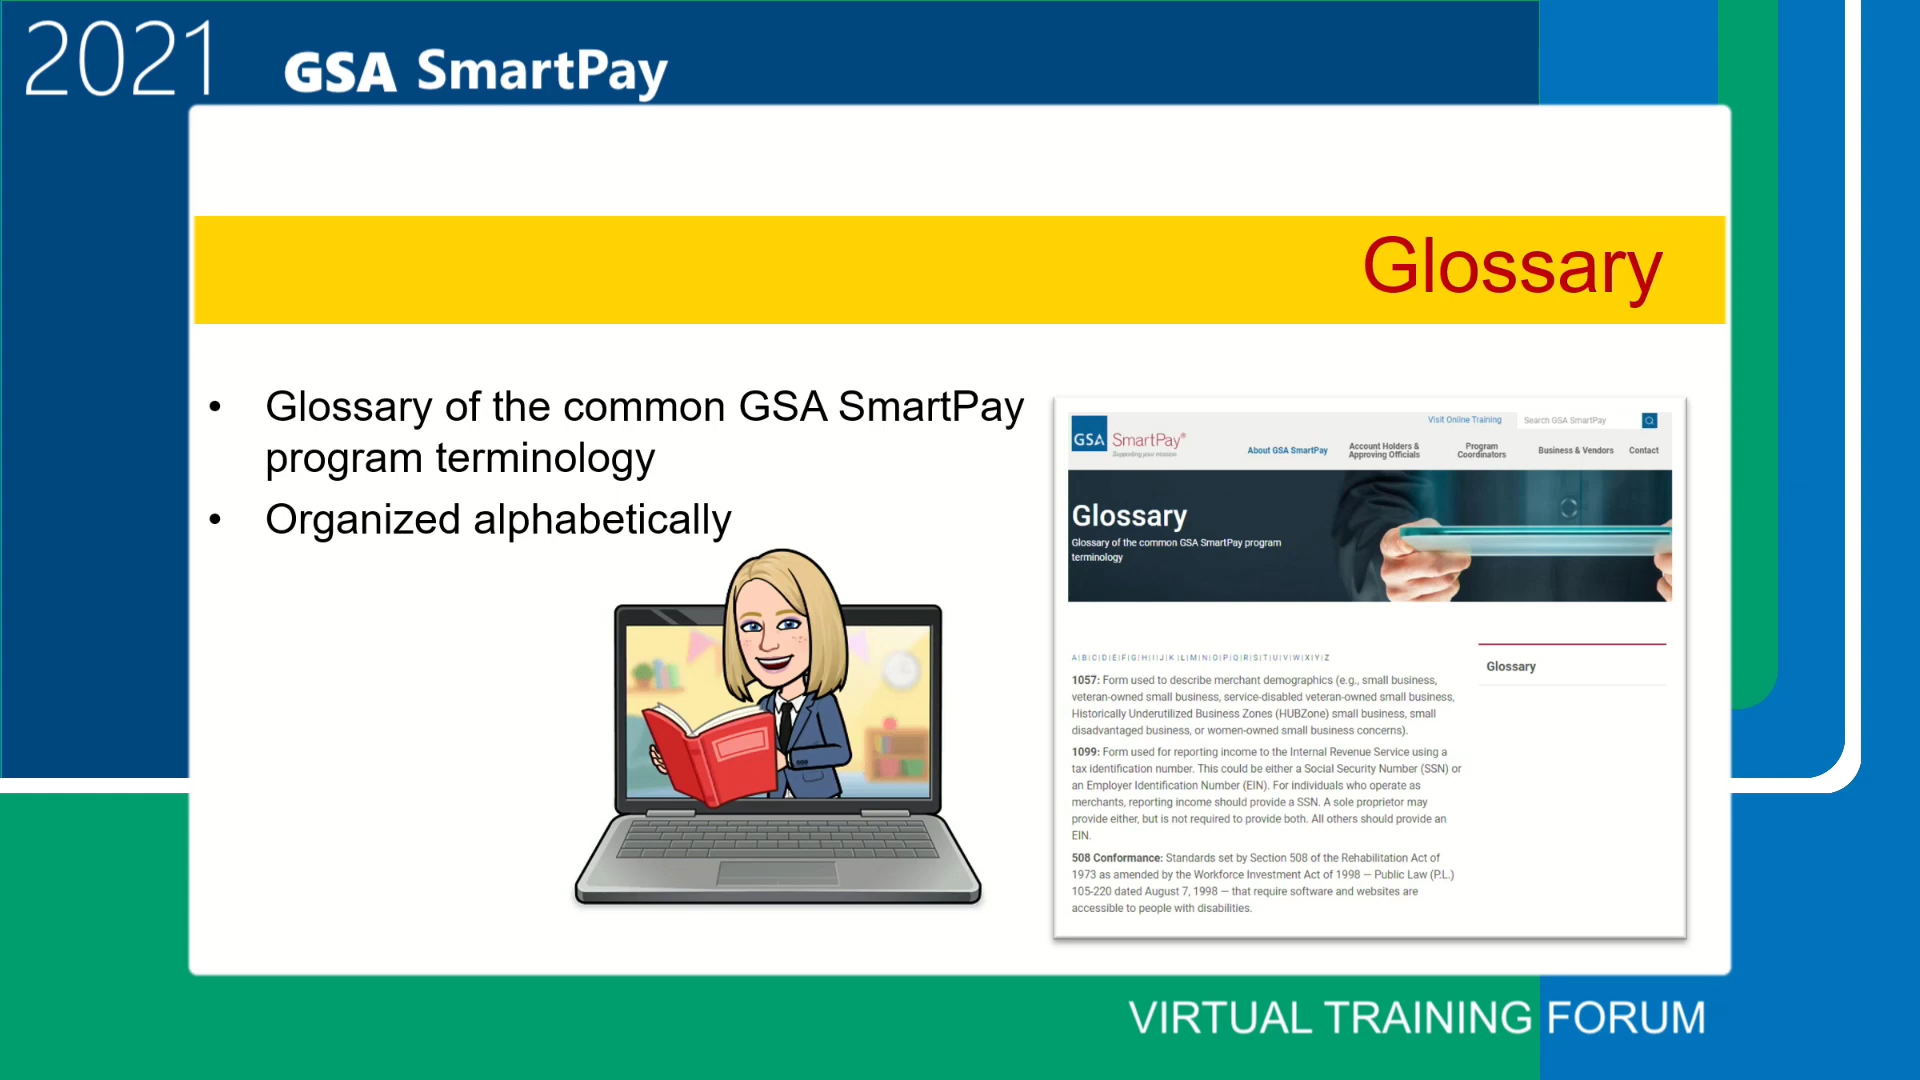 2021
GSA SmartPay
Glossary
• Glossary of the common GSA SmartPay
program terminology
• Organized alphabetically
Visit Online Training
Search GSA SmartPay
GSA SmartPay®
Supporting your mission
About GSA SmartPay
Account Holders &
Approving Officials
Program
Coordinators
Business & Vendors
Contact
Glossary
Glossary of the common GSA SmartPay program
terminology
A|B|C|D|E|F|G|H|I|J|K|L|M|N|O|P|Q|R|S|T|U|V|W|X|Y|Z
Glossary
1057: Form used to describe merchant demographics (e.g., small business,
veteran-owned small business, service-disabled veteran-owned small business,
Historically Underutilized Business Zones (HUBZone) small business, small
disadvantaged business, or women-owned small business concerns).
1099: Form used for reporting income to the Internal Revenue Service using a
tax identification number. This could be either a Social Security Number (SSN) or
an Employer Identification Number (EIN). For individuals who operate as
merchants, reporting income should provide a SSN. A sole proprietor may
provide either, but is not required to provide both. All others should provide an
EIN.
508 Conformance: Standards set by Section 508 of the Rehabilitation Act of
1973 as amended by the Workforce Investment Act of 1998 — Public Law (P.L.)
105-220 dated August 7, 1998 — that require software and websites are
accessible to people with disabilities.
VIRTUAL TRAINING FORUM